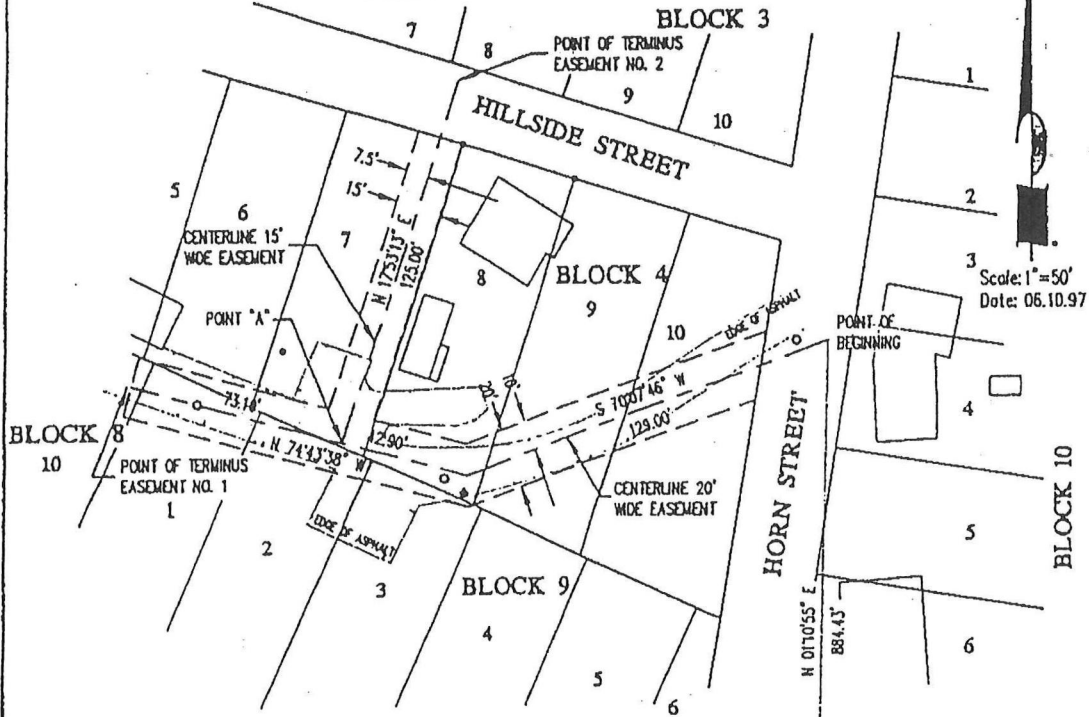 BLOCK 3
7
8
POINT OF TERMINUS
EASEMENT NO. 2
9
10
1
HILLSIDE STREET
7.5'
15'
5
6
7
CENTERLINE 15'
WIDE EASEMENT
N 17°53'13" E
125.00'
8
BLOCK 4
9
10
2
3
Scale: 1"=50'
Date: 06.10.97
POINT "A"
EDGE OF ASPHALT
POINT OF
BEGINNING
20'
10'
S 70°07'46" W
129.00'
4
BLOCK 8
10
N 74°43'38" W
POINT OF TERMINUS
EASEMENT NO. 1
1
CENTERLINE 20'
WIDE EASEMENT
HORN STREET
BLOCK 10
EDGE OF ASPHALT
2
3
BLOCK 9
4
5
6
5
6
N 01°10'55" E
884.43'